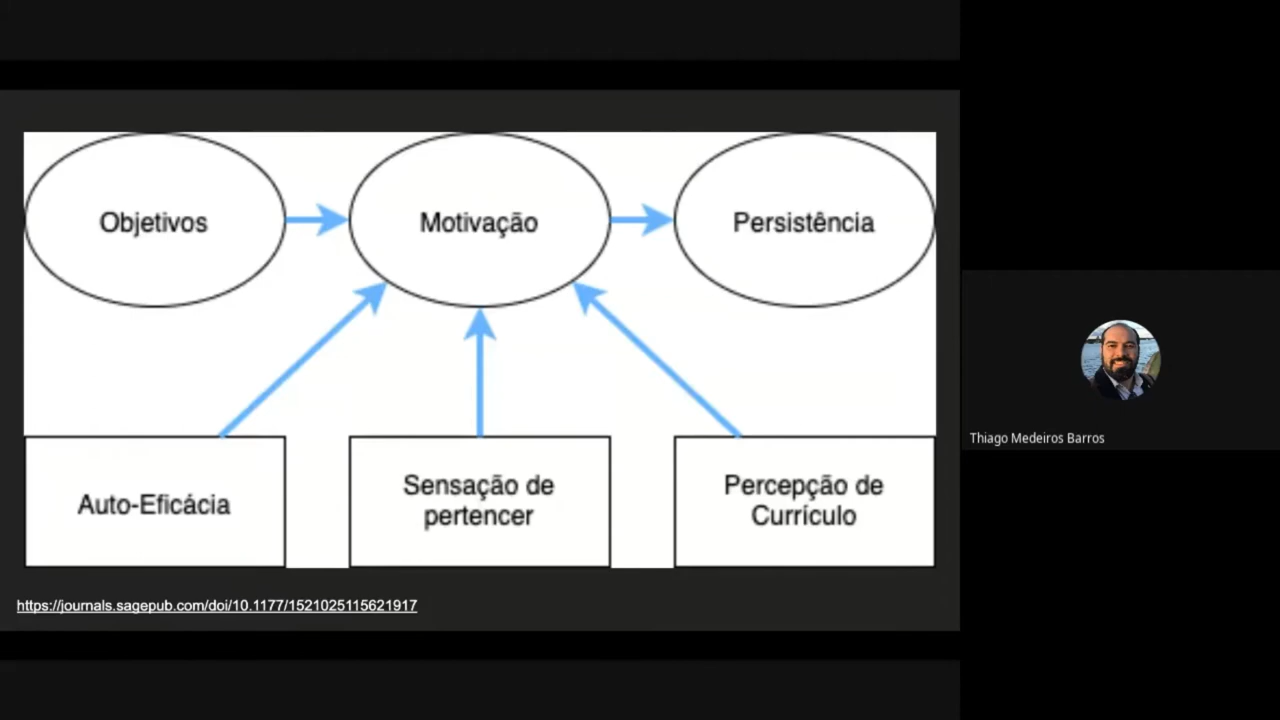 Objetivos
Motivação
Persistência
Auto-Eficácia
Sensação de
pertencer
Percepção de
Currículo
https://journals.sagepub.com/doi/10.1177/1521025115621917
Thiago Medeiros Barros